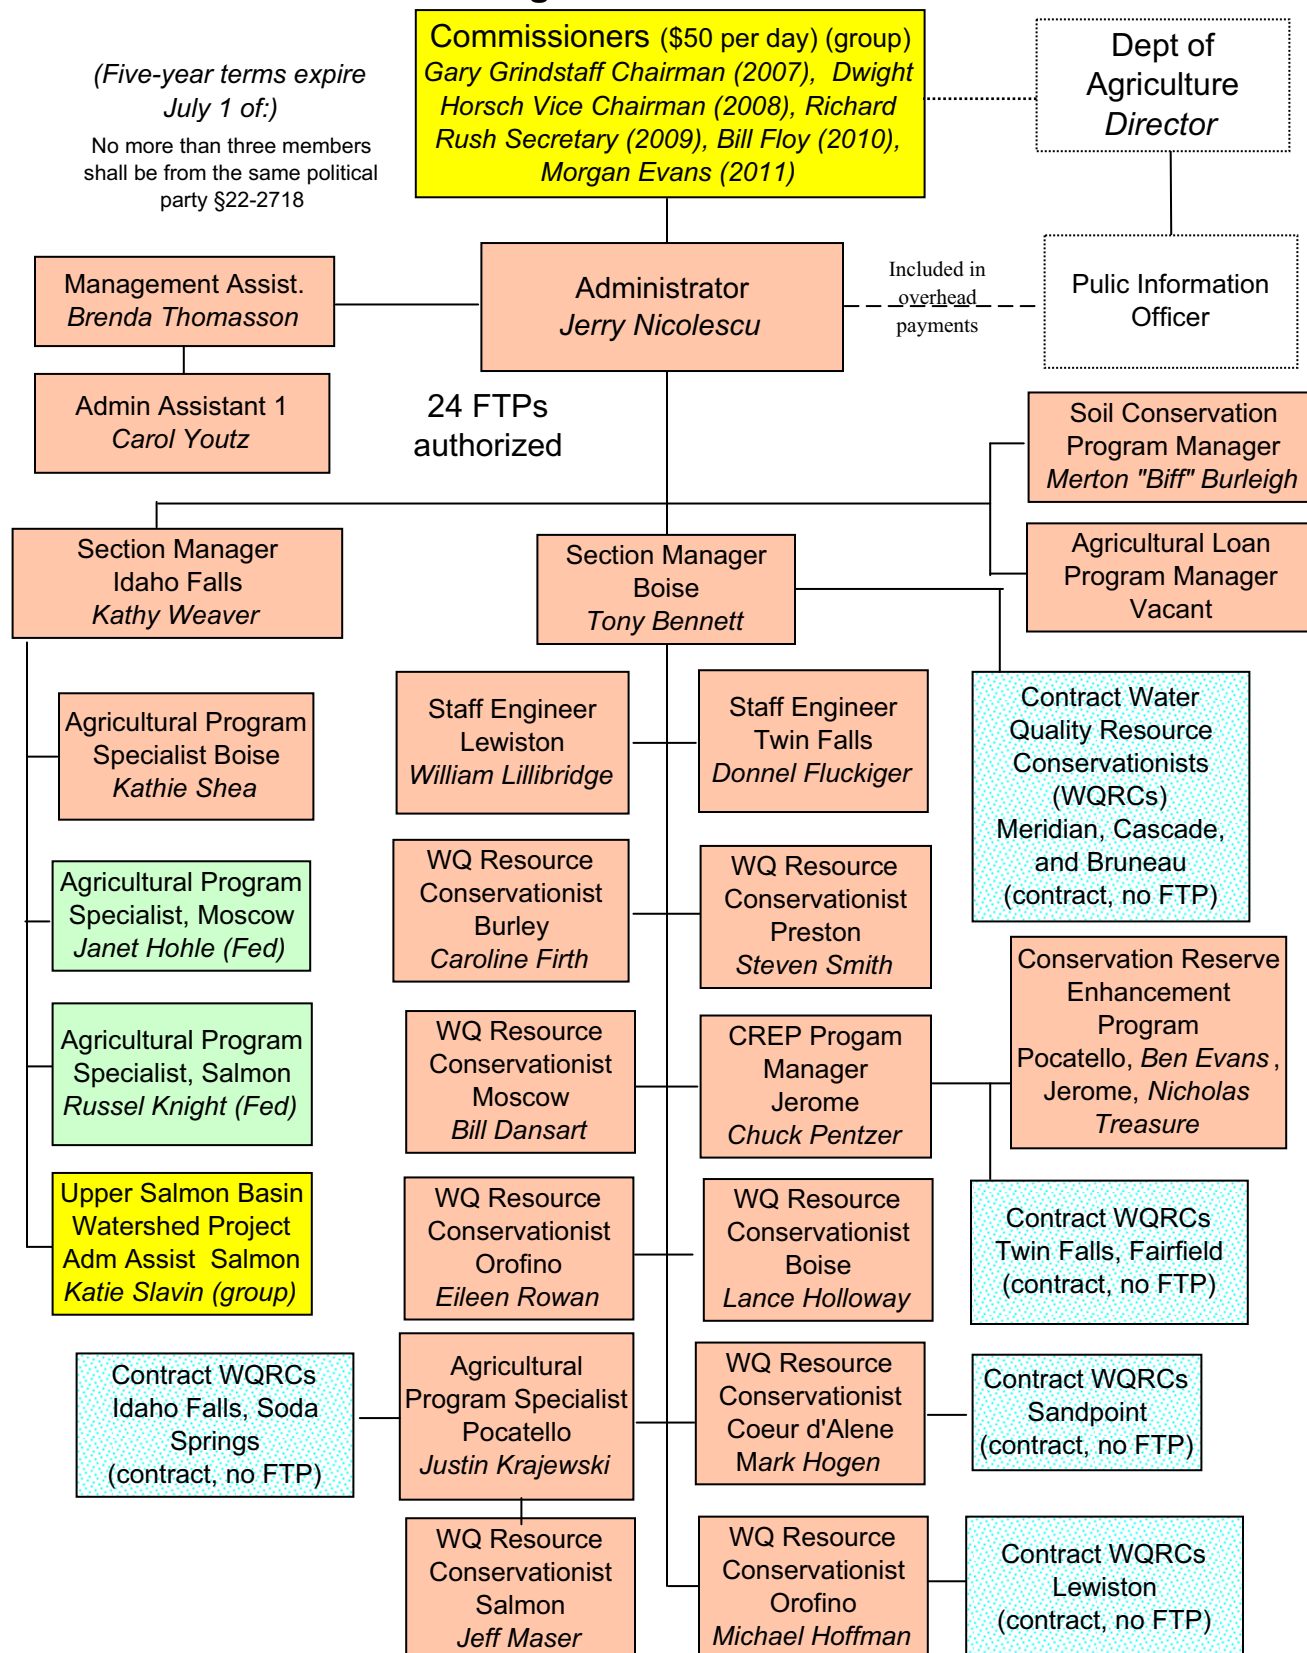 Commissioners ($50 per day) (group)
Gary Grindstaff Chairman (2007), Dwight
Horsch Vice Chairman (2008), Richard
Rush Secretary (2009), Bill Floy (2010),
Morgan Evans (2011)
(Five-year terms expire
July 1 of:)
No more than three members
shall be from the same political
party §22-2718
Dept of
Agriculture
Director
Management Assist.
Brenda Thomasson
Administrator
Jerry Nicolescu
Included in
overhead
payments
Pulic Information
Officer
Admin Assistant 1
Carol Youtz
24 FTPs
authorized
Soil Conservation
Program Manager
Merton "Biff" Burleigh
Agricultural Loan
Program Manager
Vacant
Section Manager
Idaho Falls
Kathy Weaver
Section Manager
Boise
Tony Bennett
Agricultural Program
Specialist Boise
Kathie Shea
Staff Engineer
Lewiston
William Lillibridge
Staff Engineer
Twin Falls
Donnel Fluckiger
Contract Water
Quality Resource
Conservationists
(WQRCs)
Meridian, Cascade,
and Bruneau
(contract, no FTP)
Agricultural Program
Specialist, Moscow
Janet Hohle (Fed)
WQ Resource
Conservationist
Burley
Caroline Firth
WQ Resource
Conservationist
Preston
Steven Smith
Conservation Reserve
Enhancement
Program
Pocatello, Ben Evans ,
Jerome, Nicholas
Treasure
Agricultural Program
Specialist, Salmon
Russel Knight (Fed)
WQ Resource
Conservationist
Moscow
Bill Dansart
CREP Progam
Manager
Jerome
Chuck Pentzer
Upper Salmon Basin
Watershed Project
Adm Assist Salmon
Katie Slavin (group)
WQ Resource
Conservationist
Orofino
Eileen Rowan
WQ Resource
Conservationist
Boise
Lance Holloway
Contract WQRCs
Twin Falls, Fairfield
(contract, no FTP)
Contract WQRCs
Idaho Falls, Soda
Springs
(contract, no FTP)
Agricultural
Program Specialist
Pocatello
Justin Krajewski
WQ Resource
Conservationist
Coeur d'Alene
Mark Hogen
Contract WQRCs
Sandpoint
(contract, no FTP)
WQ Resource
Conservationist
Salmon
Jeff Maser
WQ Resource
Conservationist
Orofino
Michael Hoffman
Contract WQRCs
Lewiston
(contract, no FTP)